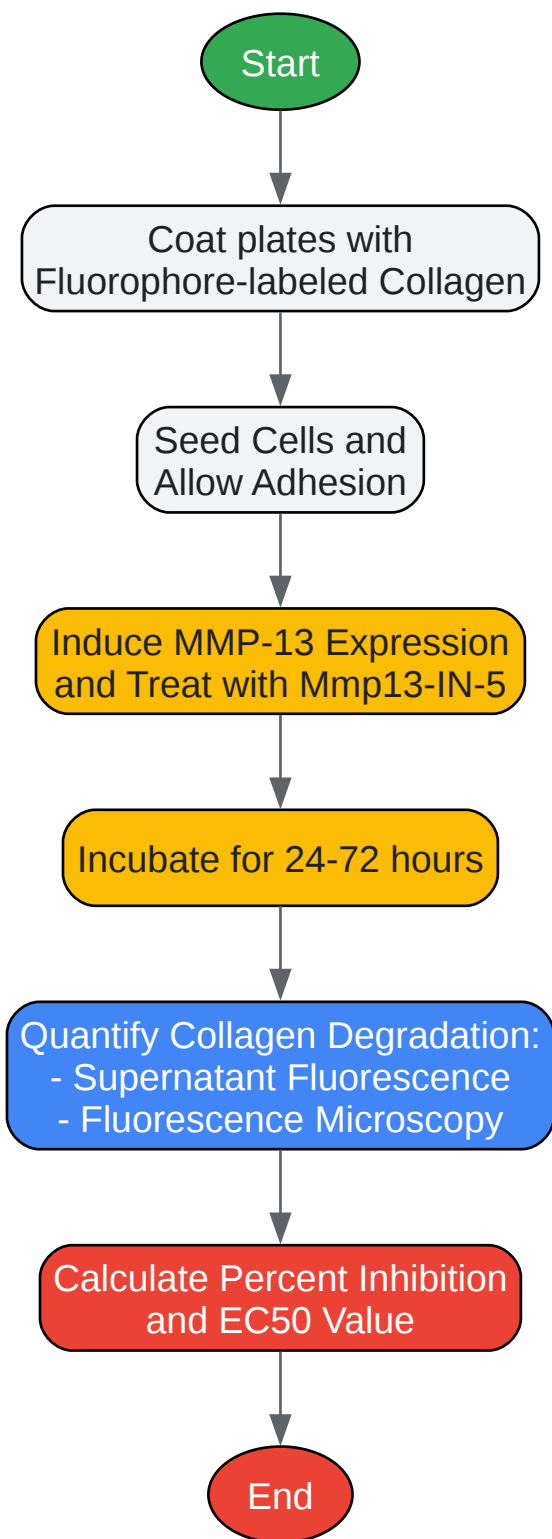 Start
Coat plates with
Fluorophore-labeled Collagen
Seed Cells and
Allow Adhesion
Induce MMP-13 Expression
and Treat with Mmp13-IN-5
Incubate for 24-72 hours
Quantify Collagen Degradation:
- Supernatant Fluorescence
- Fluorescence Microscopy
Calculate Percent Inhibition
and EC50 Value
End